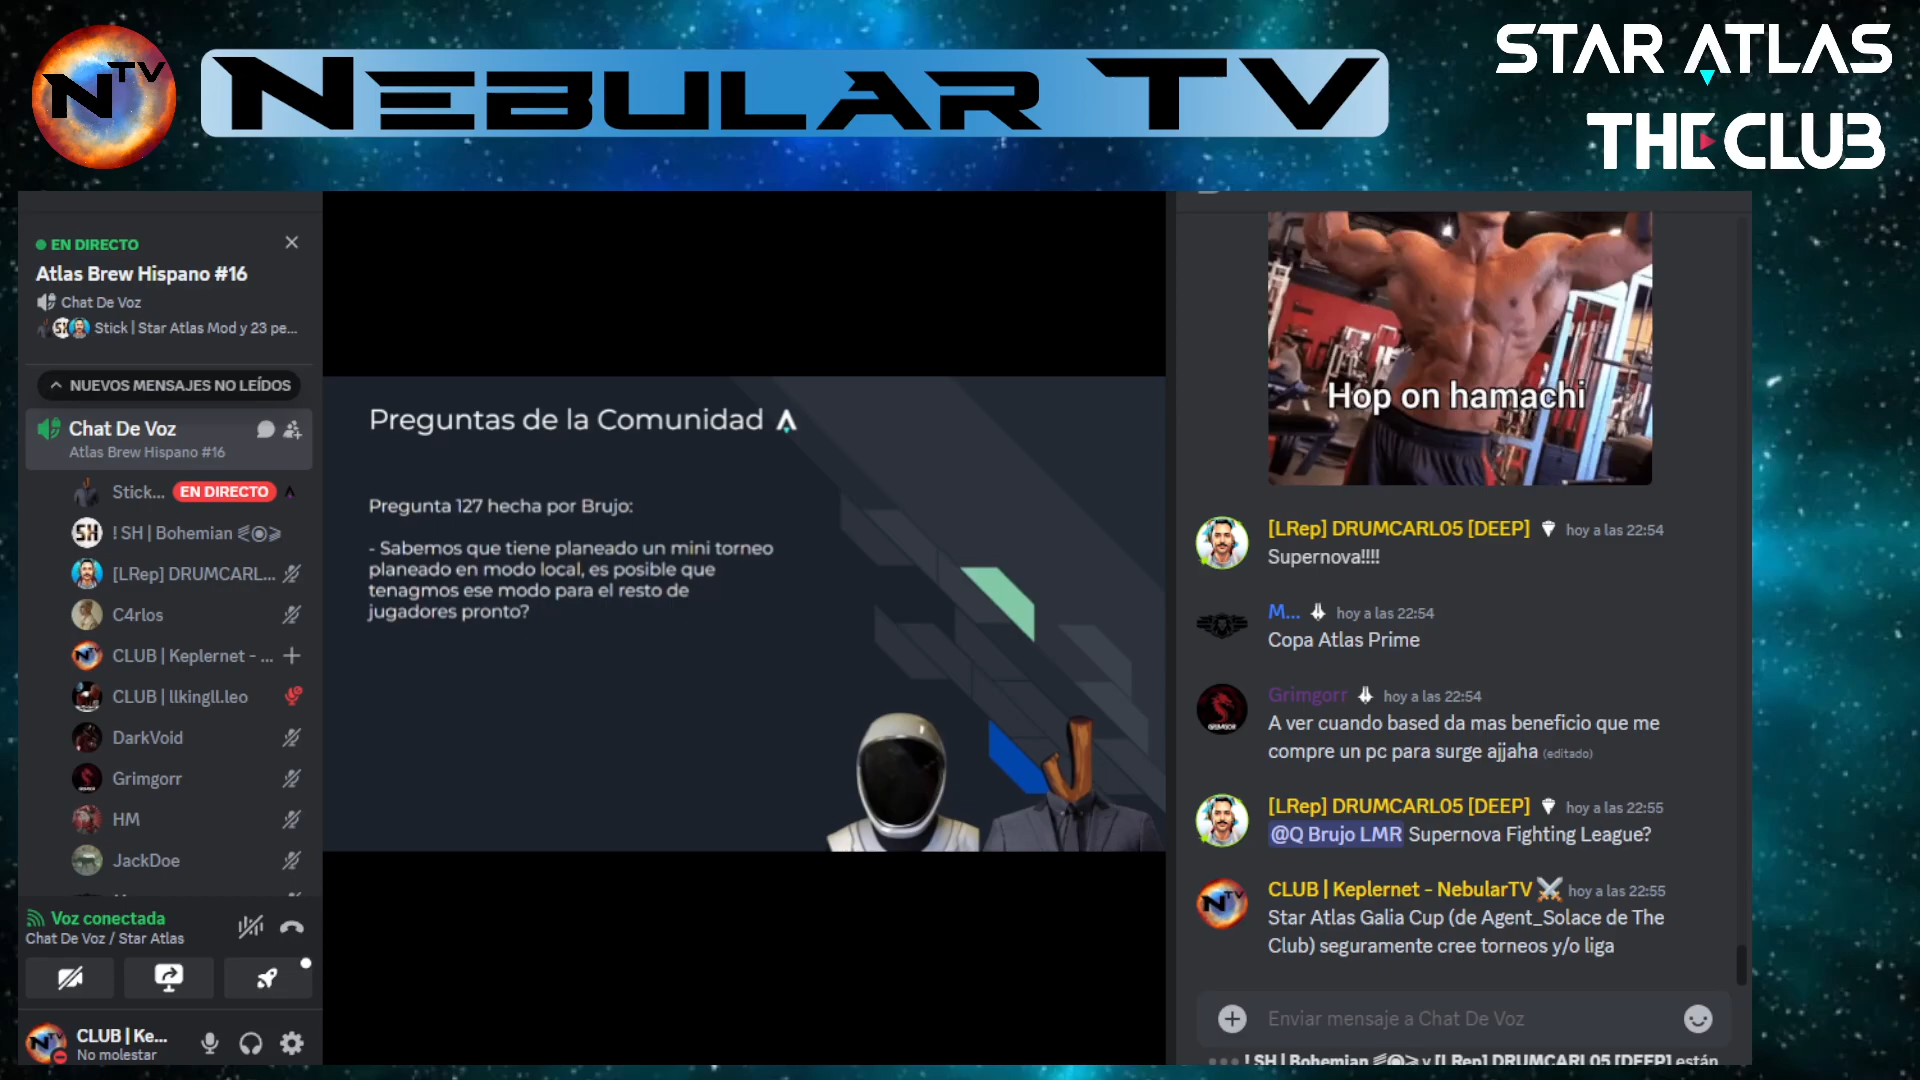 NTV
NEBULAR TV
STAR ATLAS
THE CLUB
EN DIRECTO
Atlas Brew Hispano #16
Chat De Voz
Stick | Star Atlas Mod y 23 pe...
NUEVOS MENSAJES NO LEÍDOS
Chat De Voz
Atlas Brew Hispano #16
Stick... EN DIRECTO
! SH | Bohemian
[LRep] DRUMCARL...
C4rlos
CLUB | Keplernet - ...
CLUB | llkingll.leo
DarkVoid
Grimgorr
HM
JackDoe
Voz conectada
Chat De Voz / Star Atlas
CLUB | Ke...
No molestar
Preguntas de la Comunidad
Pregunta 127 hecha por Brujo:
- Sabemos que tiene planeado un mini torneo
planeado en modo local, es posible que
tenagmos ese modo para el resto de
jugadores pronto?
Hop on hamachi
[LRep] DRUMCARL05 [DEEP] hoy a las 22:54
Supernova!!!!
M... hoy a las 22:54
Copa Atlas Prime
Grimgorr hoy a las 22:54
A ver cuando based da mas beneficio que me
compre un pc para surge ajjaha (editado)
[LRep] DRUMCARL05 [DEEP] hoy a las 22:55
@Q Brujo LMR Supernova Fighting League?
CLUB | Keplernet - NebularTV hoy a las 22:55
Star Atlas Galia Cup (de Agent_Solace de The
Club) seguramente cree torneos y/o liga
Enviar mensaje a Chat De Voz
! SH | Bohemian y [LRep] DRUMCARL05 [DEEP] están